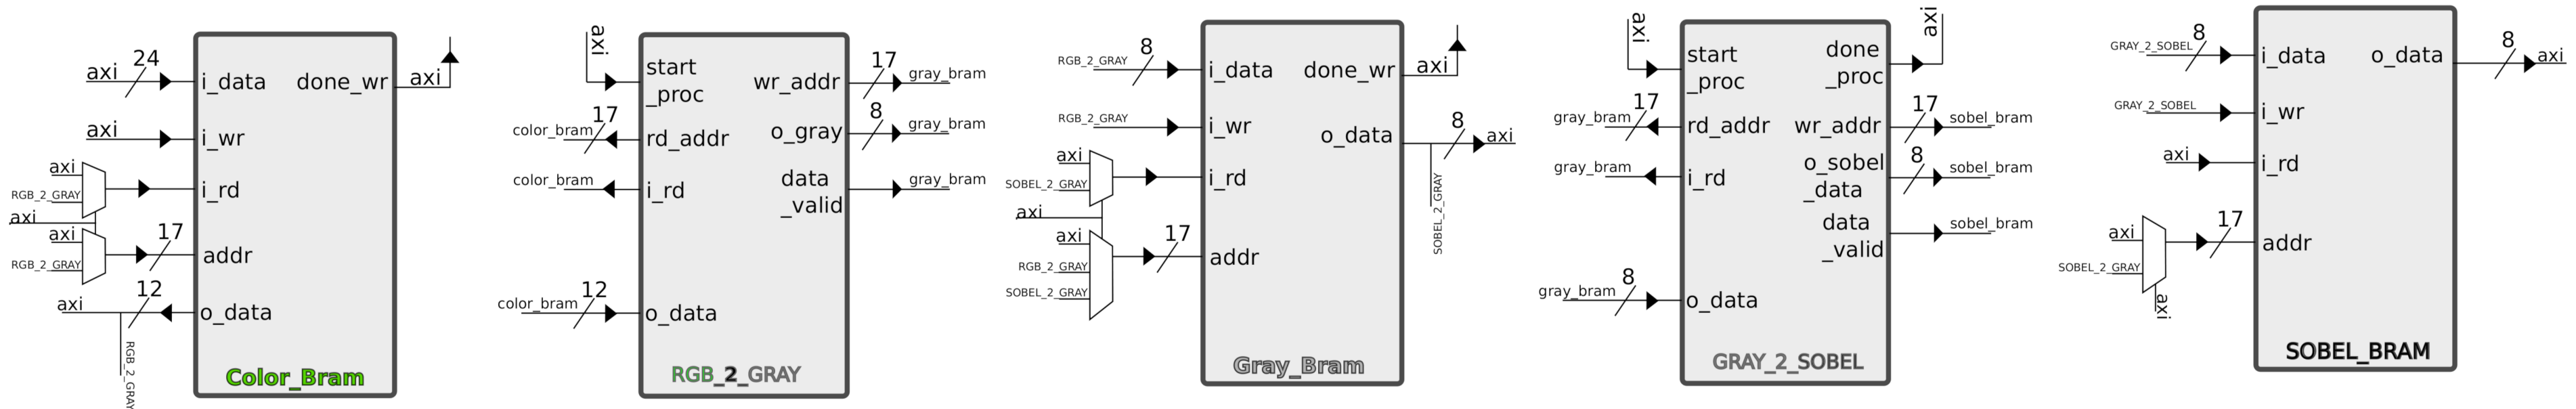 axi
24
i_data
done_wr
axi
axi
i_wr
axi
RGB_2_GRAY
i_rd
axi
axi
RGB_2_GRAY
17
addr
axi
12
o_data
RGB_2_GRAY
Color_Bram
axi
start
_proc
wr_addr
17
gray_bram
color_bram
17
rd_addr
o_gray
8
gray_bram
color_bram
i_rd
data
_valid
gray_bram
color_bram
12
o_data
RGB_2_GRAY
RGB_2_GRAY
8
i_data
done_wr
axi
RGB_2_GRAY
i_wr
o_data
8
axi
SOBEL_2_GRAY
axi
SOBEL_2_GRAY
i_rd
axi
axi
RGB_2_GRAY
SOBEL_2_GRAY
17
addr
Gray_Bram
axi
start
_proc
done
_proc
axi
gray_bram
17
rd_addr
wr_addr
17
sobel_bram
gray_bram
i_rd
o_sobel
_data
8
sobel_bram
data
_valid
sobel_bram
gray_bram
8
o_data
GRAY_2_SOBEL
GRAY_2_SOBEL
8
i_data
o_data
8
axi
GRAY_2_SOBEL
i_wr
axi
i_rd
axi
SOBEL_2_GRAY
axi
17
addr
SOBEL_BRAM